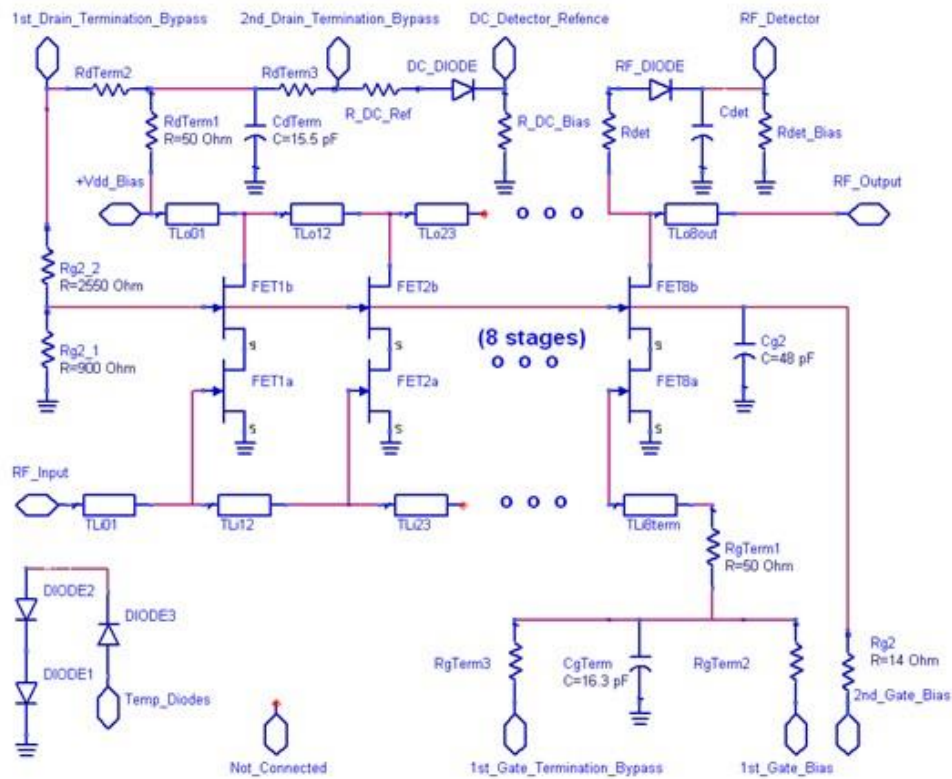 1st_Drain_Termination_Bypass
2nd_Drain_Termination_Bypass
DC_Detector_Refence
RF_Detector
RdTerm2
RdTerm3
DC_DIODE
RF_DIODE
R_DC_Ref
RdTerm1
R=50 Ohm
CdTerm
C=15.5 pF
R_DC_Bias
Rdet
Cdet
Rdet_Bias
+Vdd_Bias
RF_Output
TLo01
TLo12
TLo23
o o o
TLo8out
Rg2_2
R=2550 Ohm
FET1b
FET2b
FET8b
S
S
S
(8 stages)
o o o
Cg2
C=48 pF
Rg2_1
R=900 Ohm
FET1a
FET2a
FET8a
S
S
S
RF_Input
TLi01
TLi12
TLi23
o o o
TLi8term
RgTerm1
R=50 Ohm
DIODE2
DIODE3
DIODE1
Temp_Diodes
RgTerm3
CgTerm
C=16.3 pF
RgTerm2
Rg2
R=14 Ohm
2nd_Gate_Bias
Not_Connected
1st_Gate_Termination_Bypass
1st_Gate_Bias